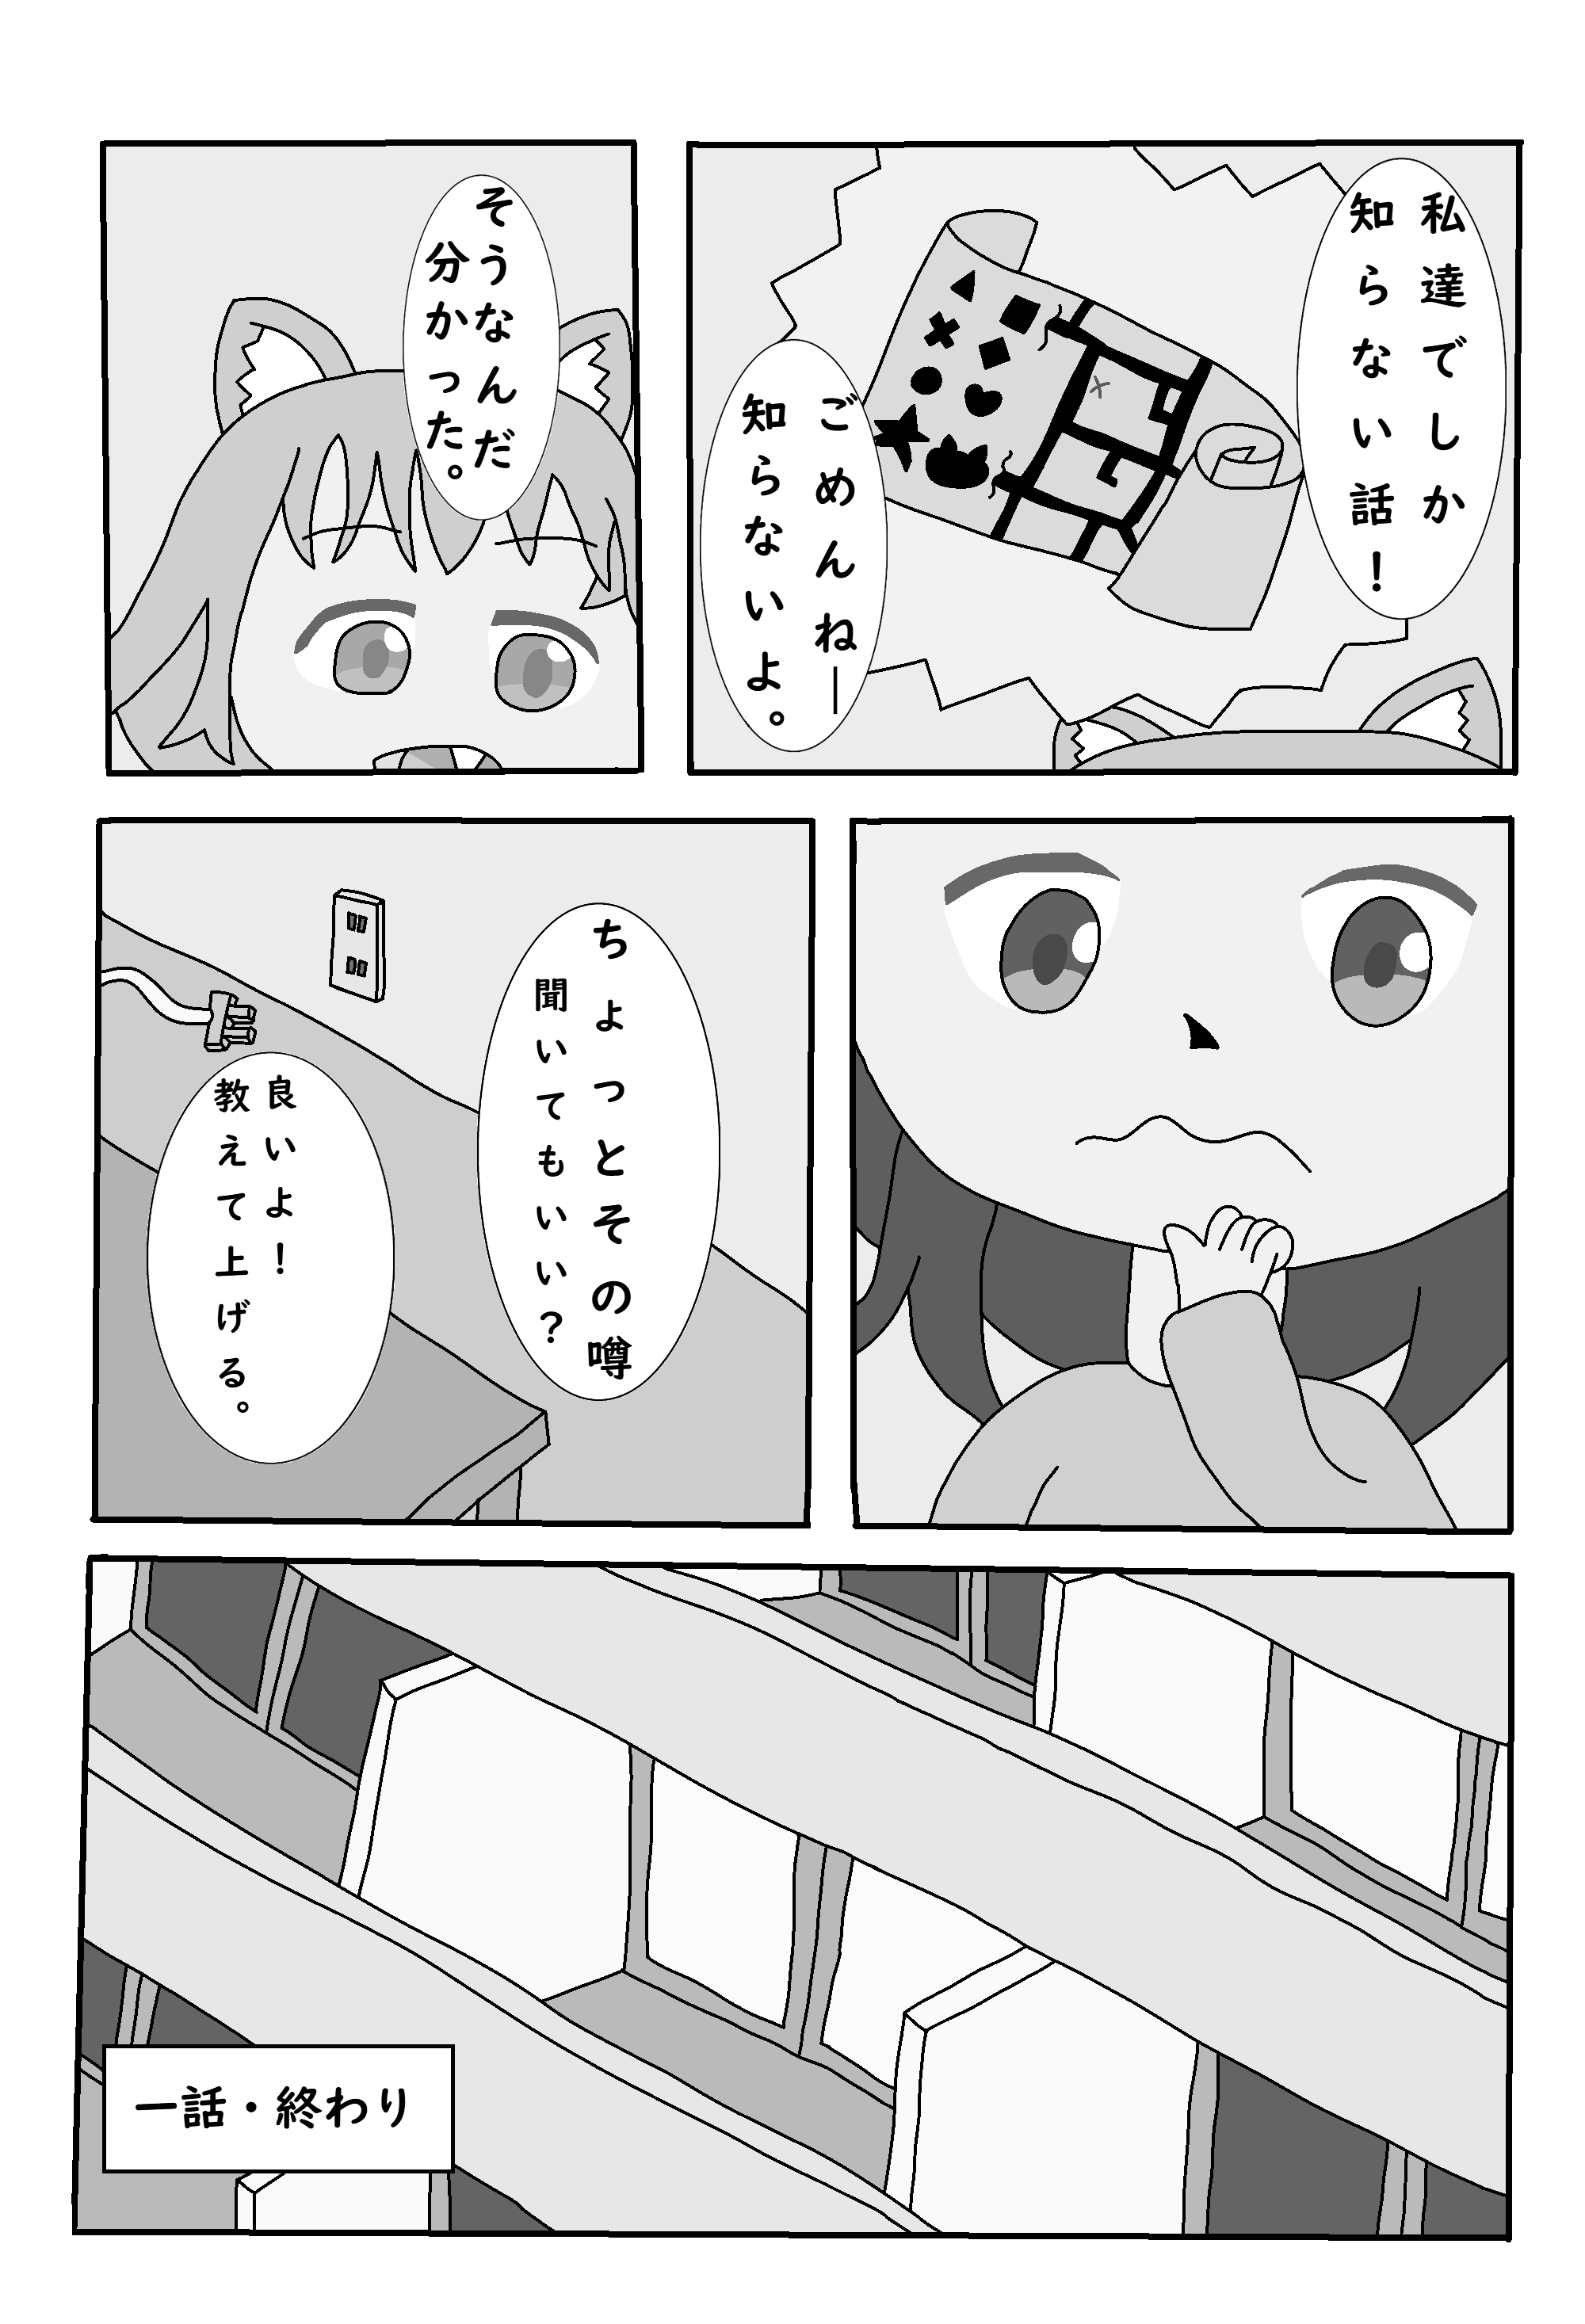 私達でしか
知らない話！
ごめんねー
知らないよ。
そうなんだ
分かった。
ちょっとその噂
聞いてもいい？
良いよ！
教えて上げる。
一話・終わり